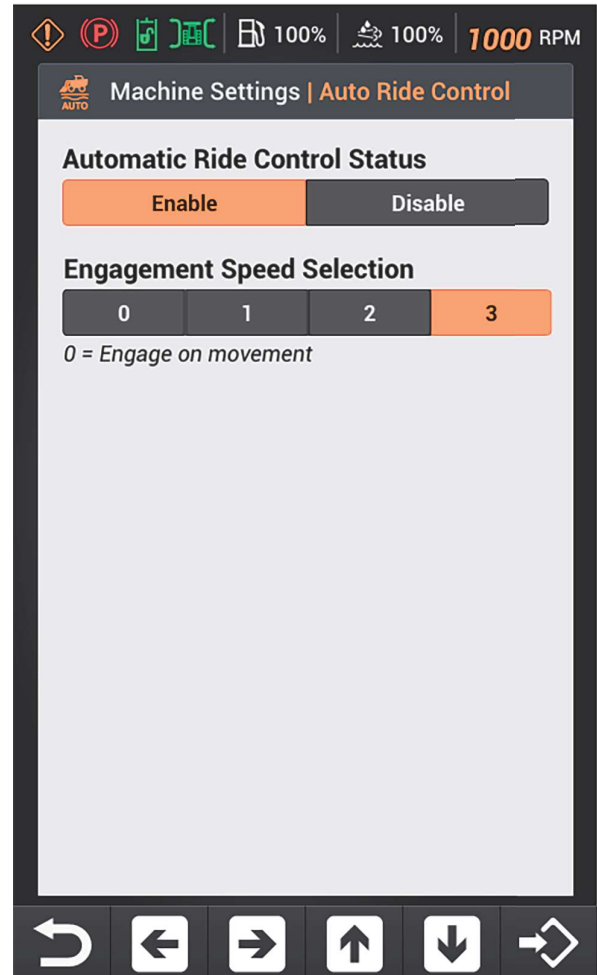 (P) 100% 100% 1000 RPM
AUTO Machine Settings | Auto Ride Control
Automatic Ride Control Status
Enable Disable
Engagement Speed Selection
0 1 2 3
0 = Engage on movement